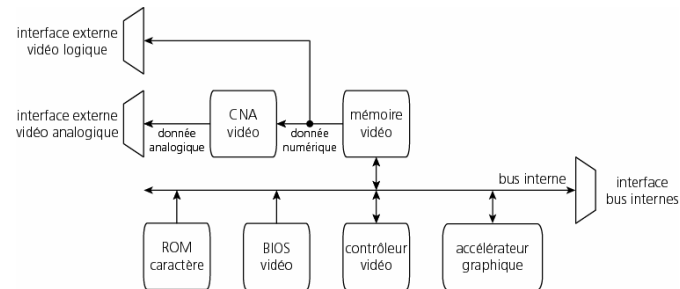 interface externe
vidéo logique
interface externe
vidéo analogique
CNA
vidéo
mémoire
vidéo
donnée
analogique
donnée
numérique
bus interne
interface
bus internes
ROM
caractère
BIOS
vidéo
contrôleur
vidéo
accélérateur
graphique